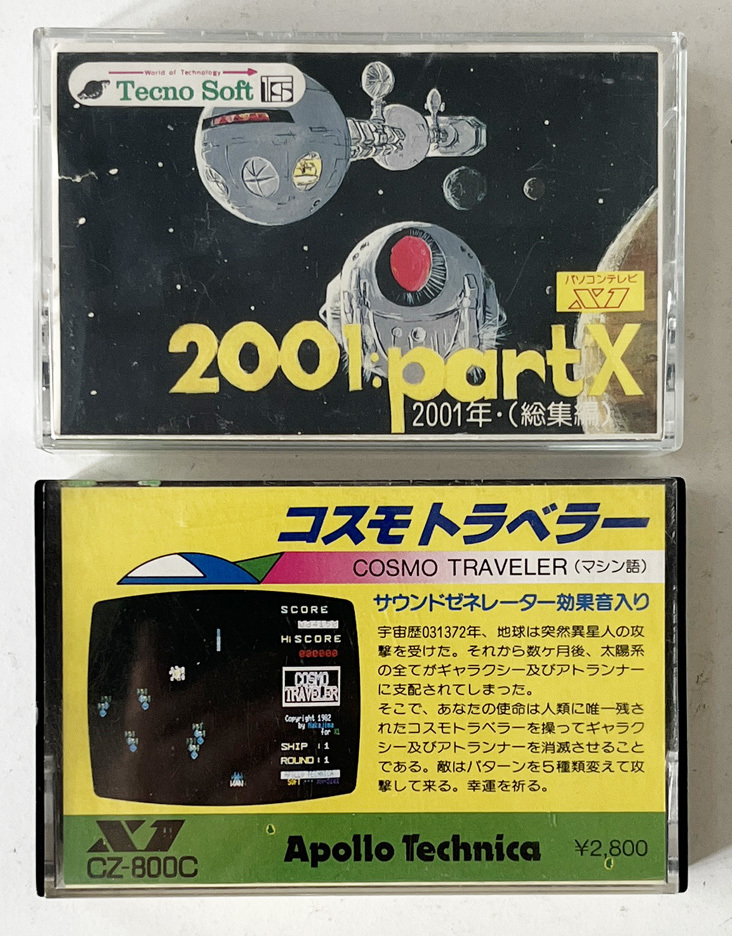 World of Technology
Tecno Soft TS
パソコンテレビ
X1
2001:partX
2001年・(総集編)
コスモトラベラー
COSMO TRAVELER (マシン語)
サウンドゼネレーター効果音入り
宇宙歴031372年、地球は突然異星人の攻
撃を受けた。それから数ヶ月後、太陽系
の全てがギャラクシー及びアトランナー
に支配されてしまった。
そこで、あなたの使命は人類に唯一残さ
れたコスモトラベラーを操ってギャラク
シー及びアトランナーを消滅させること
である。敵はパターンを5種類変えて攻
撃して来る。幸運を祈る。
SCORE
HiSCORE
COSMO
TRAVELER
Copyright 1982
by Nakajima
for X1
SHIP :1
ROUND:1
X1
CZ-800C
Apollo Technica
¥2,800